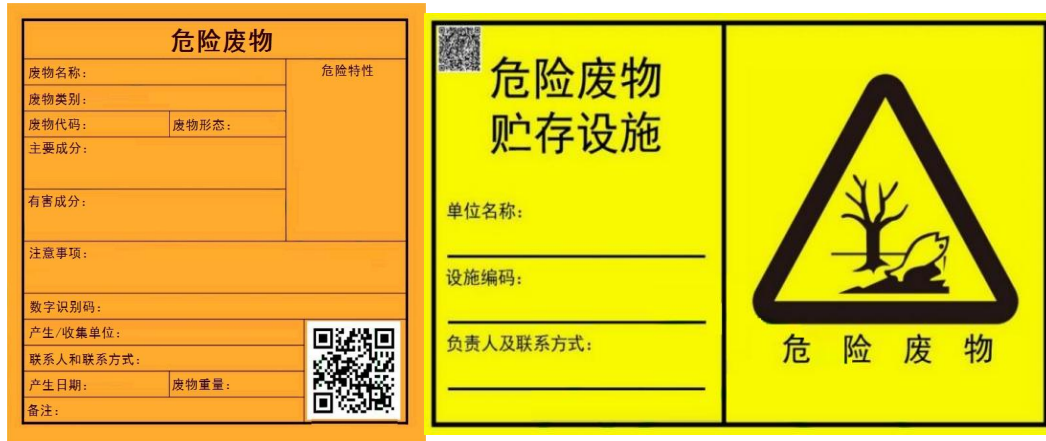 危险废物
废物名称：
危险特性
废物类别：
废物代码：
废物形态：
主要成分：
有害成分：
注意事项：
数字识别码：
产生/收集单位：
联系人和联系方式：
产生日期：
废物重量：
备注：
危险废物
贮存设施
单位名称：
设施编码：
负责人及联系方式：
危险废物